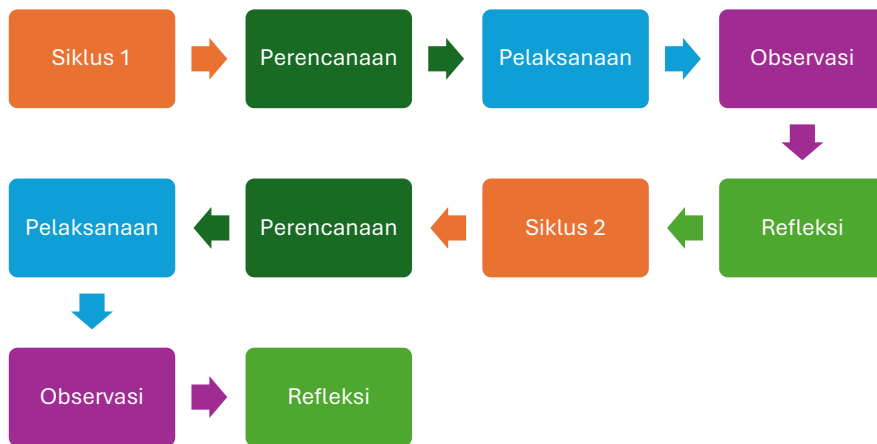 Siklus 1
Perencanaan
Pelaksanaan
Observasi
Refleksi
Siklus 2
Perencanaan
Pelaksanaan
Observasi
Refleksi